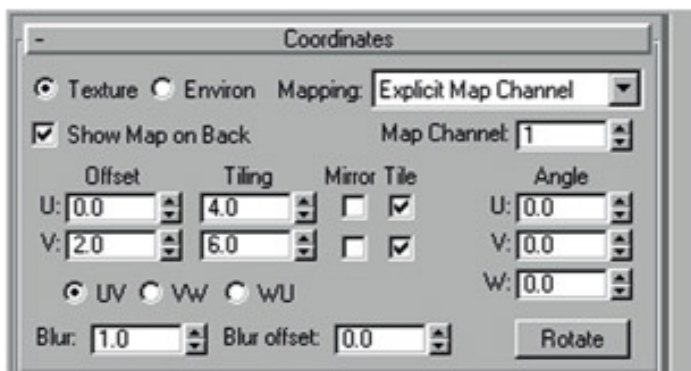 - Coordinates
Texture Environ Mapping: Explicit Map Channel
Show Map on Back Map Channel: 1
Offset Tiling Mirror Tile Angle
U: 0.0 4.0 U: 0.0
V: 2.0 6.0 V: 0.0
UV VW WU W: 0.0
Blur: 1.0 Blur offset: 0.0 Rotate